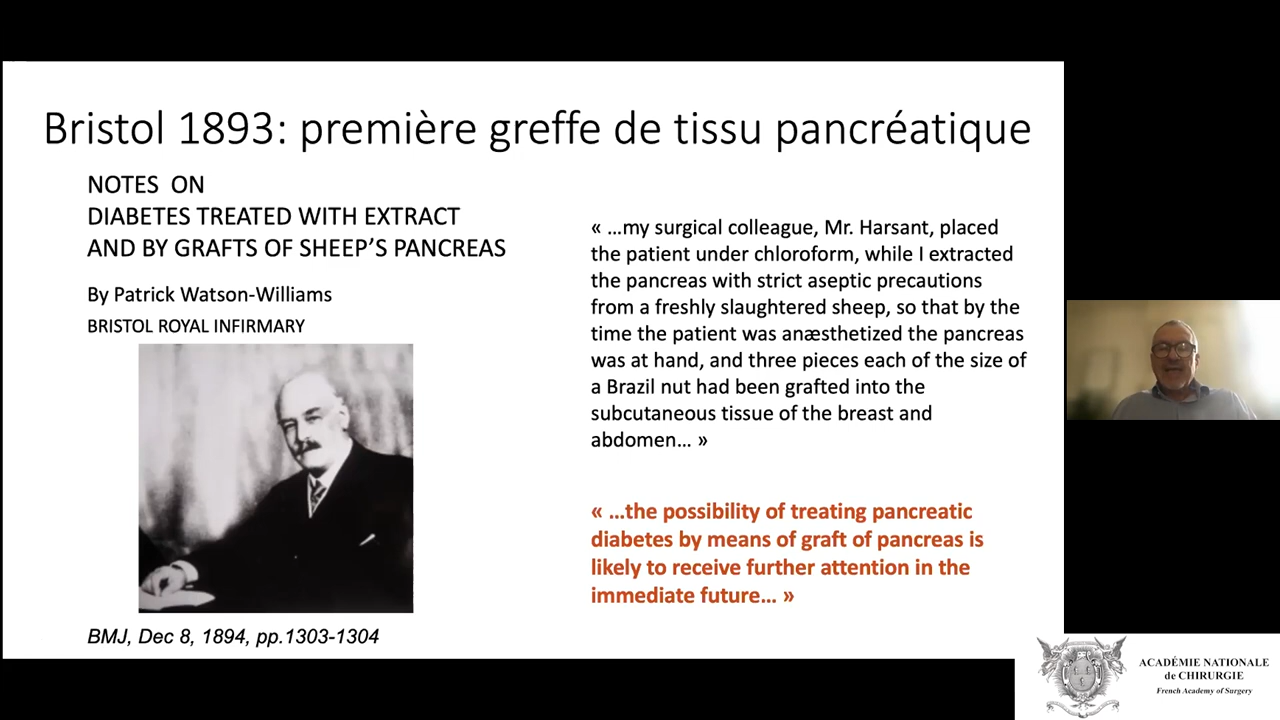 Bristol 1893: première greffe de tissu pancréatique
NOTES ON
DIABETES TREATED WITH EXTRACT
AND BY GRAFTS OF SHEEP’S PANCREAS
By Patrick Watson-Williams
BRISTOL ROYAL INFIRMARY
BMJ, Dec 8, 1894, pp.1303-1304
« …my surgical colleague, Mr. Harsant, placed
the patient under chloroform, while I extracted
the pancreas with strict aseptic precautions
from a freshly slaughtered sheep, so that by the
time the patient was anæsthetized the pancreas
was at hand, and three pieces each of the size of
a Brazil nut had been grafted into the
subcutaneous tissue of the breast and
abdomen… »
« …the possibility of treating pancreatic
diabetes by means of graft of pancreas is
likely to receive further attention in the
immediate future… »
ACADÉMIE NATIONALE
de CHIRURGIE
French Academy of Surgery